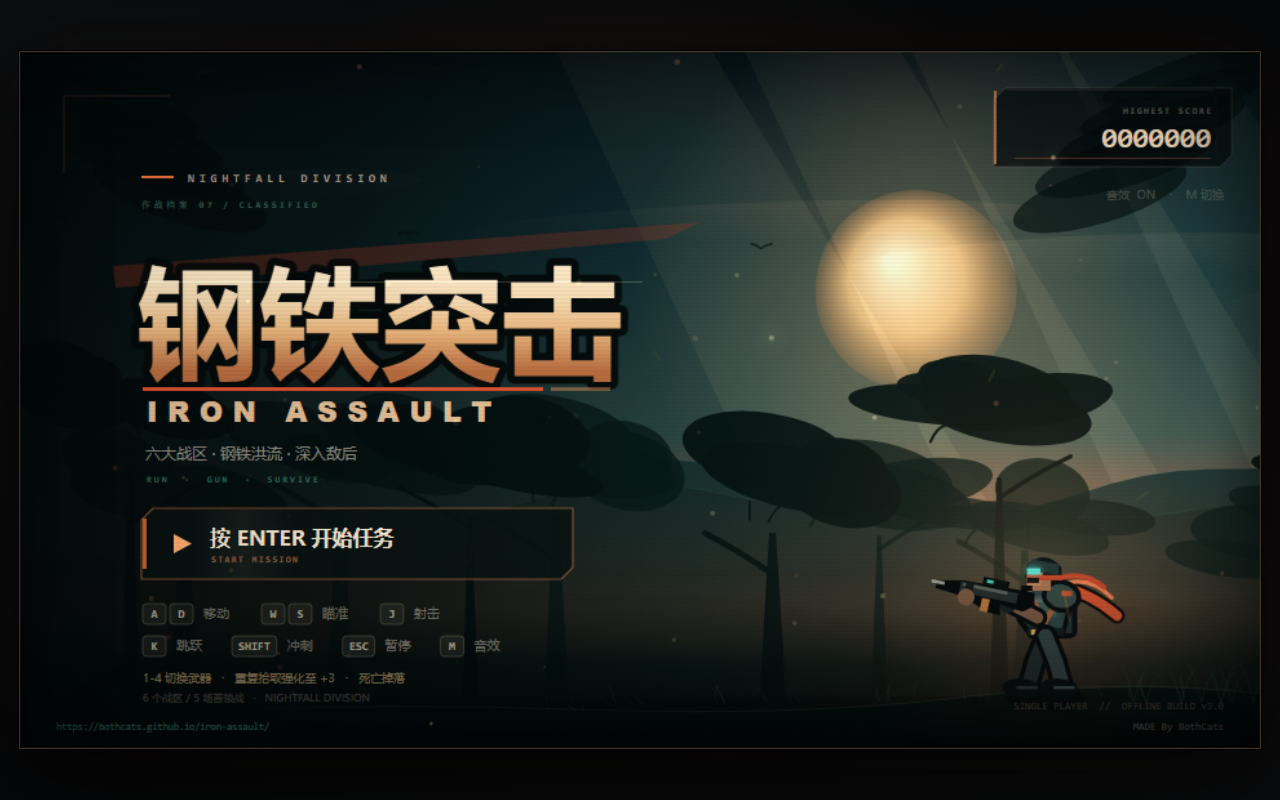 NIGHTFALL DIVISION
作战档案 07 / CLASSIFIED
HIGHEST SCORE
0000000
音效 ON · M 切换
钢铁突击
IRON ASSAULT
六大战区 · 钢铁洪流 · 深入敌后
RUN · GUN · SURVIVE
按 ENTER 开始任务
START MISSION
A D 移动 W S 瞄准 J 射击
K 跳跃 SHIFT 冲刺 ESC 暂停 M 音效
1-4 切换武器 · 重复拾取强化至 +3 · 死亡掉落
6 个战区 / 5 场首领战 · NIGHTFALL DIVISION
SINGLE PLAYER // OFFLINE BUILD v3.0
https://bothcats.github.io/iron-assault/
MADE By BothCats